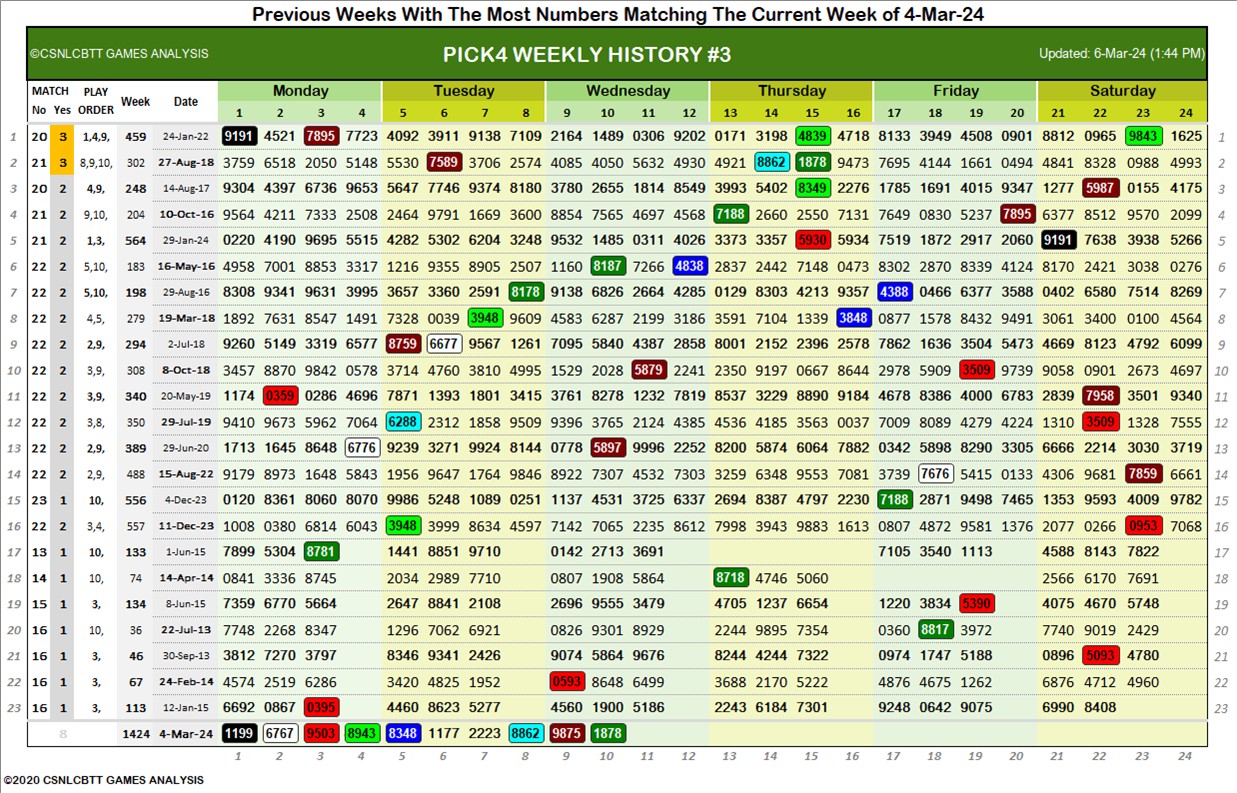 Previous Weeks With The Most Numbers Matching The Current Week of 4-Mar-24
©CSNLCBTT GAMES ANALYSIS PICK4 WEEKLY HISTORY #3 Updated: 6-Mar-24 (1:44 PM)
MATCH PLAY ORDER Week Date Monday Tuesday Wednesday Thursday Friday Saturday
No Yes 1,4,9, 1 2 3 4 5 6 7 8 9 10 11 12 13 14 15 16 17 18 19 20 21 22 23 24
1 20 3 1,4,9, 459 24-Jan-22 9191 4521 7895 7723 4092 3911 9138 7109 2164 1489 0306 9202 0171 3198 4839 4718 8133 3949 4508 0901 8812 0965 9843 1625 1
2 21 3 8,9,10, 302 27-Aug-18 3759 6518 2050 5148 5530 7589 3706 2574 4085 4050 5632 4930 4921 8862 1878 9473 7695 4144 1661 0494 4841 8328 0988 4993 2
3 20 2 4,9, 248 14-Aug-17 9304 4397 6736 9653 5647 7746 9374 8180 3780 2655 1814 8549 3993 5402 8349 2276 1785 1691 4015 9347 1277 5987 0155 4175 3
4 21 2 9,10, 204 10-Oct-16 9564 4211 7333 2508 2464 9791 1669 3600 8854 7565 4697 4568 7188 2660 2550 7131 7649 0830 5237 7895 6377 8512 9570 2099 4
5 21 2 1,3, 564 29-Jan-24 0220 4190 9695 5515 4282 5302 6204 3248 9532 1485 0311 4026 3373 3357 5930 5934 7519 1872 2917 2060 9191 7638 3938 5266 5
6 22 2 5,10, 183 16-May-16 4958 7001 8853 3317 1216 9355 8905 2507 1160 8187 7266 4838 2837 2442 7148 0473 8302 2870 8339 4124 8170 2421 3038 0276 6
7 22 2 5,10, 198 29-Aug-16 8308 9341 9631 3995 3657 3360 2591 8178 9138 6826 2664 4285 0129 8303 4213 9357 4388 0466 1677 3588 0402 6580 7514 8269 7
8 22 2 4,5, 279 19-Mar-18 1892 7631 8547 1491 7328 0039 3948 9609 4583 6287 2199 3186 3591 7104 1339 3848 0877 1578 8432 9491 3061 3400 0100 4564 8
9 22 2 2,9, 294 2-Jul-18 9260 5149 3319 6577 8759 6677 9567 1261 7095 5840 4387 2858 8001 2152 2396 2578 7862 1636 3504 5473 4669 8123 4792 6099 9
10 22 2 3,9, 308 8-Oct-18 3457 8870 9842 0578 3714 4760 3810 4995 1529 2028 5879 2241 2350 9197 0667 8644 2978 5909 3509 9739 9058 0901 2673 4697 10
11 22 2 3,9, 340 20-May-19 1174 0359 0286 4696 7871 1393 1801 3415 3761 8278 1232 7819 8537 3229 8890 9184 4678 8386 4000 6783 2811 7958 3501 9340 11
12 22 2 3,8, 350 29-Jul-19 9410 9673 5962 7064 6288 2312 1858 9509 9396 3765 2124 4385 4536 4185 3563 0037 7009 8089 4279 4224 1310 3509 1328 7555 12
13 22 2 2,9, 389 29-Jun-20 1713 1645 8648 6776 9239 3271 9924 8144 0778 5897 9996 2252 8200 5874 6064 7882 0342 5898 8290 3305 6666 2214 3030 3719 13
14 22 2 2,9, 488 15-Aug-22 9179 8973 1648 5843 1956 9647 1764 9846 8922 7307 4532 7303 3259 6348 9553 7081 3739 7676 5415 0133 4306 9681 7859 6661 14
15 23 1 10, 556 4-Dec-23 0120 8361 8060 8070 9986 5248 1089 0251 1137 4531 3725 6337 2694 8387 4797 2230 7188 2871 9498 7465 1353 9593 4009 9782 15
16 22 2 3,4, 557 11-Dec-23 1008 0380 6814 6043 3948 3999 8634 4597 7142 7065 2235 8612 7998 3943 9883 1613 0807 4872 9581 1376 2077 0266 0953 7068 16
17 13 1 10, 133 1-Jun-15 7899 5304 8781 1441 8851 9710 0142 2713 3691 7105 3540 1113 4588 8143 7822 17
18 14 1 10, 74 14-Apr-14 0841 3336 8745 2034 2989 7710 0807 1908 5864 8718 4746 5060 2566 6170 7691 18
19 15 1 3, 134 8-Jun-15 7359 6770 5664 2647 8841 2108 2696 9555 3479 4705 1237 6654 1220 3834 5390 4075 4670 5748 19
20 16 1 10, 36 22-Jul-13 7748 2268 8347 1296 7062 6921 0826 9301 8929 2244 9895 7354 0360 8817 3972 7740 9019 2429 20
21 16 1 3, 46 30-Sep-13 3812 7270 3797 8346 9341 2426 9074 5864 9676 8244 4244 7322 0974 1747 5188 0896 5093 4780 21
22 16 1 3, 67 24-Feb-14 4574 2519 6286 3420 4825 1952 0593 8648 6499 3688 2170 5222 4876 4675 1262 6876 4712 4960 22
23 16 1 3, 113 12-Jan-15 6692 0867 0395 4460 8623 5277 4560 1900 5186 2243 6184 7301 9248 0642 9075 6990 8408 23
8 1424 4-Mar-24 1199 6767 9503 8943 8348 1177 2223 8862 9875 1878
1 2 3 4 5 6 7 8 9 10 11 12 13 14 15 16 17 18 19 20 21 22 23 24
©2020 CSNLCBTT GAMES ANALYSIS